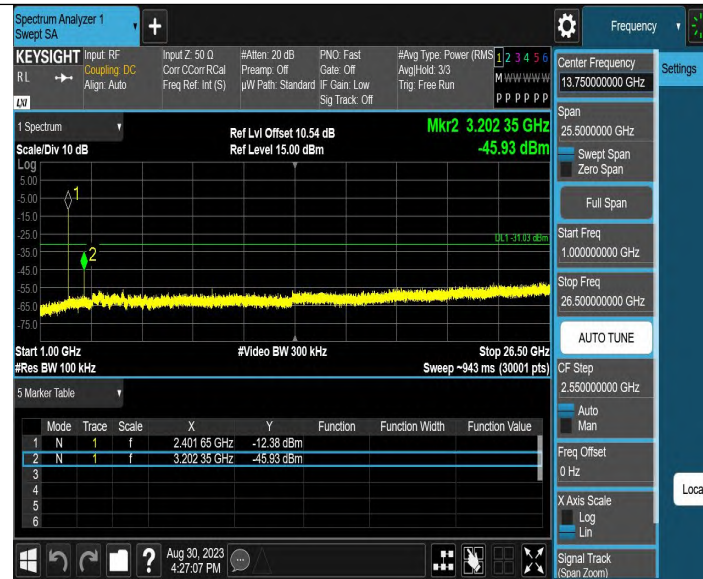 Spectrum Analyzer 1
Swept SA
+
Frequency
KEYSIGHT
RL
LXI
Input: RF
Coupling: DC
Align: Auto
Input Z: 50 Ω
Corr CCorr RCal
Freq Ref: Int (S)
#Atten: 20 dB
Preamp: Off
µW Path: Standard
PNO: Fast
Gate: Off
IF Gain: Low
Sig Track: Off
#Avg Type: Power (RMS
Avg|Hold: 3/3
Trig: Free Run
1 2 3 4 5 6
M W W W W W
P P P P P P
1 Spectrum
Scale/Div 10 dB
Ref Lvl Offset 10.54 dB
Ref Level 15.00 dBm
Mkr2 3.202 35 GHz
-45.93 dBm
Log
5.00
-5.00
-15.0
-25.0
-35.0
-45.0
-55.0
-65.0
-75.0
1
2
DL1 -31.03 dBm
Start 1.00 GHz
#Res BW 100 kHz
#Video BW 300 kHz
Stop 26.50 GHz
Sweep ~943 ms (30001 pts)
5 Marker Table
Mode Trace Scale X Y Function Function Width Function Value
1 N 1 f 2.401 65 GHz -12.38 dBm
2 N 1 f 3.202 35 GHz -45.93 dBm
3
4
5
6
?
Aug 30, 2023
4:27:07 PM
Center Frequency
13.750000000 GHz
Settings
Span
25.5000000 GHz
Swept Span
Zero Span
Full Span
Start Freq
1.000000000 GHz
Stop Freq
26.500000000 GHz
AUTO TUNE
CF Step
2.550000000 GHz
Auto
Man
Freq Offset
0 Hz
X Axis Scale
Log
Lin
Signal Track
(Span Zoom)
Loca